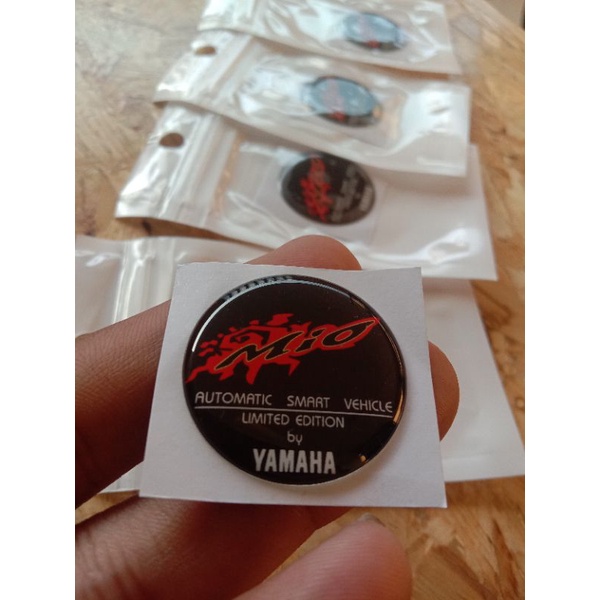 Mio
AUTOMATIC SMART VEHICLE
LIMITED EDITION
by
YAMAHA